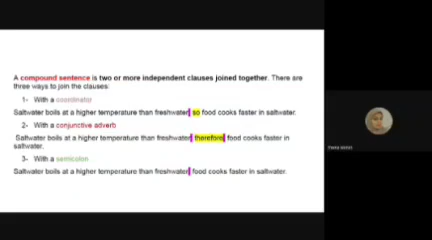 A compound sentence is two or more independent clauses joined together. There are
three ways to join the clauses:
1- With a coordinator
Saltwater boils at a higher temperature than freshwater, so food cooks faster in saltwater.
2- With a conjunctive adverb
Saltwater boils at a higher temperature than freshwater; therefore, food cooks faster in
saltwater.
3- With a semicolon
Saltwater boils at a higher temperature than freshwater; food cooks faster in saltwater.